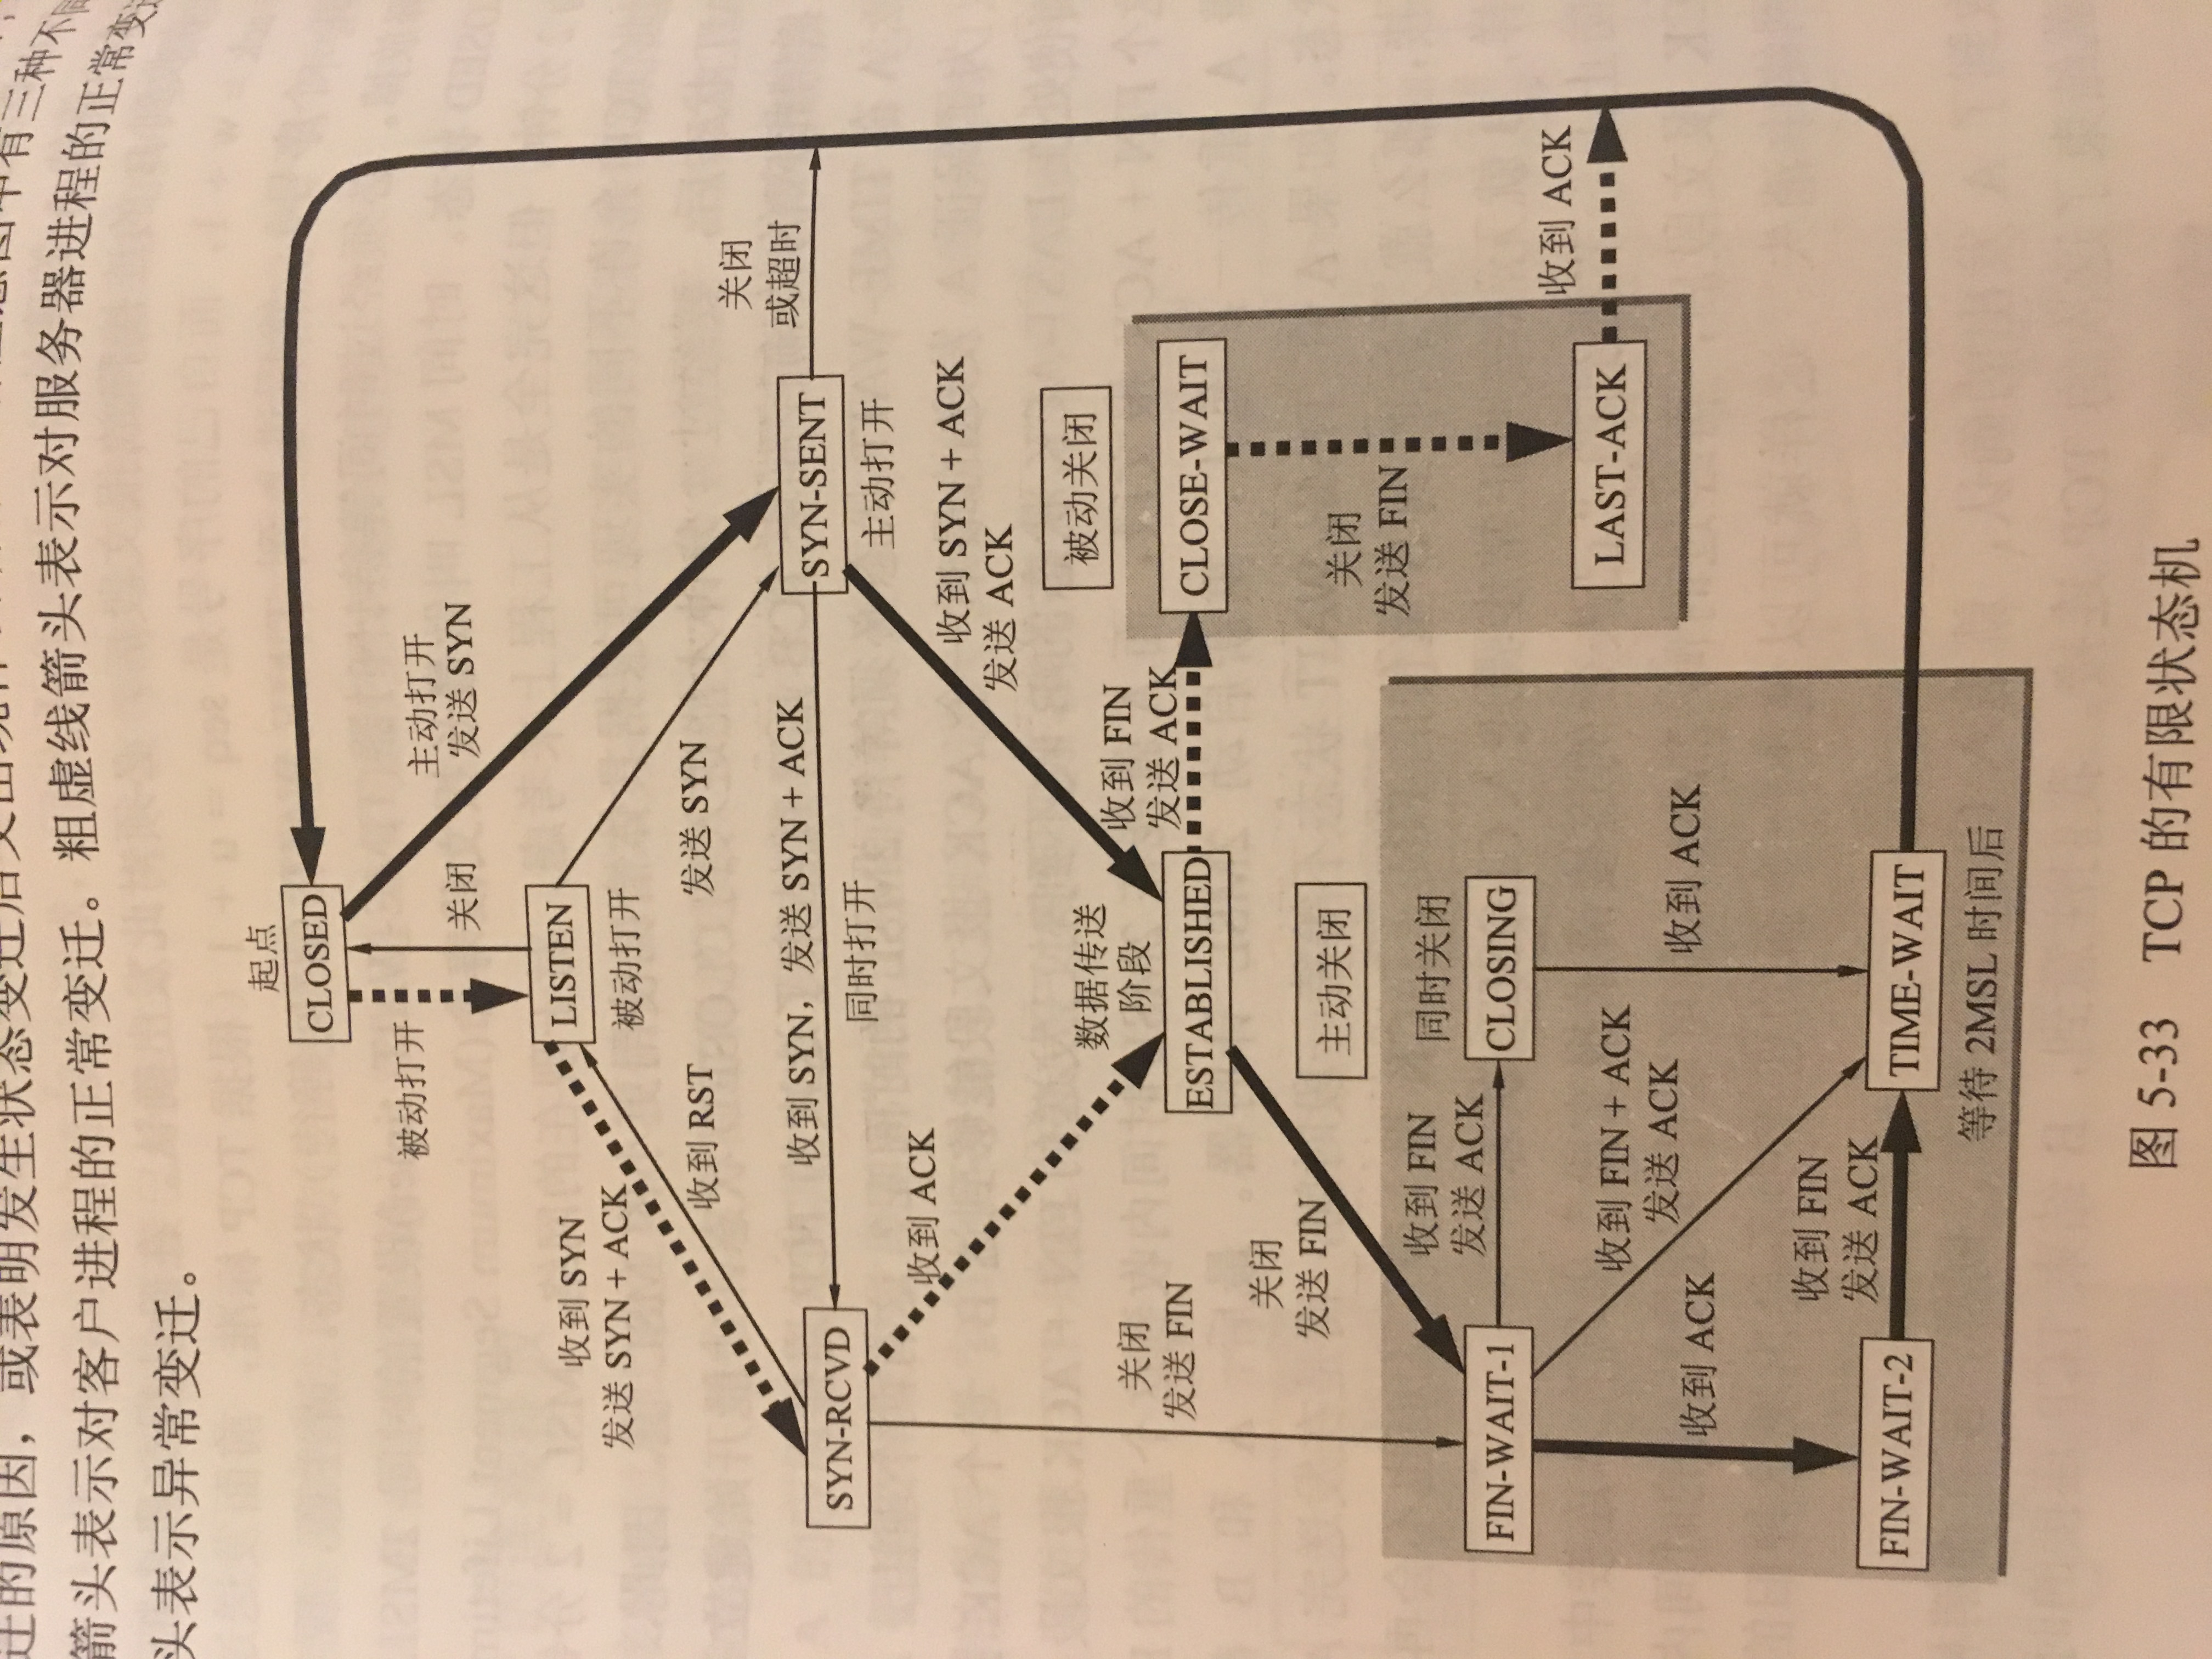 迁的原因，或表明发生状态变迁后又出现
图中有三种不同
箭头表示对客户进程的正常变迁。粗虚线箭头表示对服务器进程的正常变迁
头表示异常变迁。
起点
CLOSED
被动打开
关闭
主动打开
发送 SYN
LISTEN
被动打开
收到 SYN
发送 SYN + ACK
收到 RST
发送 SYN
关闭
或超时
SYN-RCVD
收到 SYN，发送 SYN + ACK
同时打开
SYN-SENT
主动打开
收到 ACK
收到 SYN + ACK
发送 ACK
被动关闭
数据传送
阶段
收到 FIN
发送 ACK
关闭
发送 FIN
ESTABLISHED
CLOSE-WAIT
关闭
发送 FIN
主动关闭
关闭
发送 FIN
收到 FIN
发送 ACK
同时关闭
FIN-WAIT-1
CLOSING
收到 ACK
LAST-ACK
收到 FIN + ACK
发送 ACK
收到 ACK
收到 ACK
收到 FIN
发送 ACK
FIN-WAIT-2
TIME-WAIT
等待 2MSL 时间后
图 5-33 TCP 的有限状态机